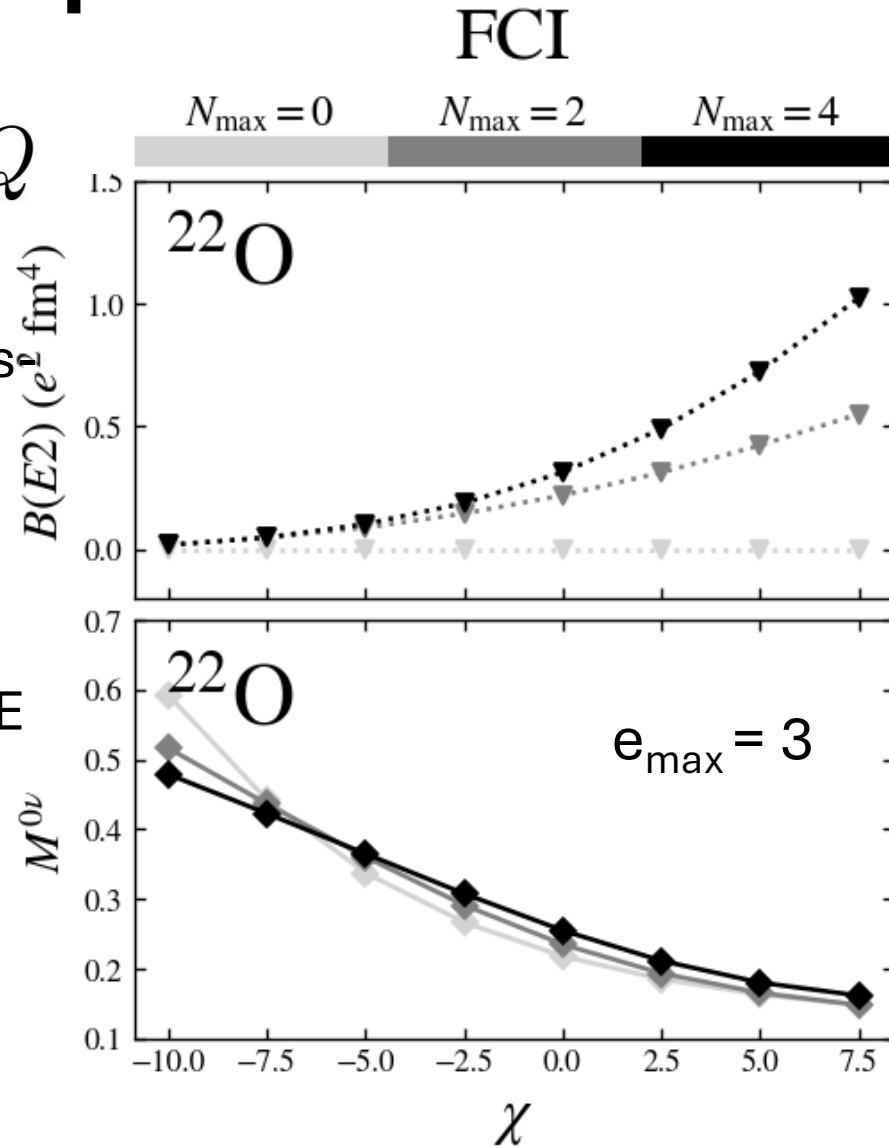 FCI
N_max = 0 N_max = 2 N_max = 4
Q
1.5
²²O
1.0
0.5
0.0
B(E2) (e² fm⁴)
s-
0.7
²²O
0.6
E
e_max = 3
0.5
0.4
0.3
0.2
0.1
M^0ν
−10.0 −7.5 −5.0 −2.5 0.0 2.5 5.0 7.5
χ